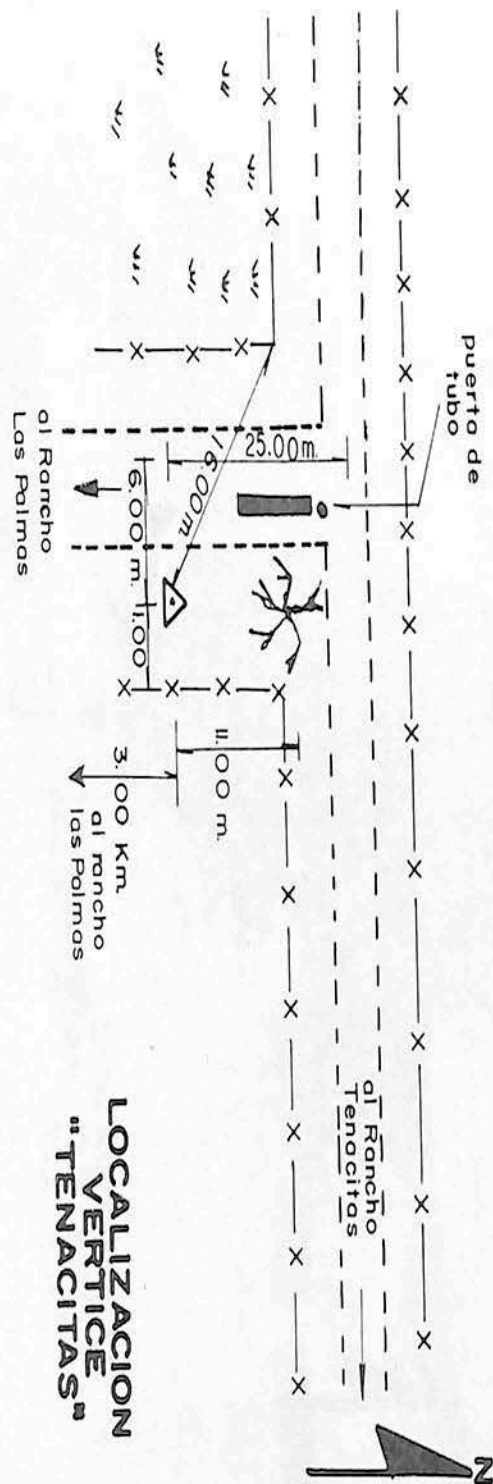 puerta de
tubo
25.00m.
16.00m.
al Rancho
Las Palmas
6.00 m.
11.00
11.00 m.
3.00 Km.
al rancho
las Palmas
al Rancho
Tenacitas
LOCALIZACION
VERTICE
"TENACITAS"
N